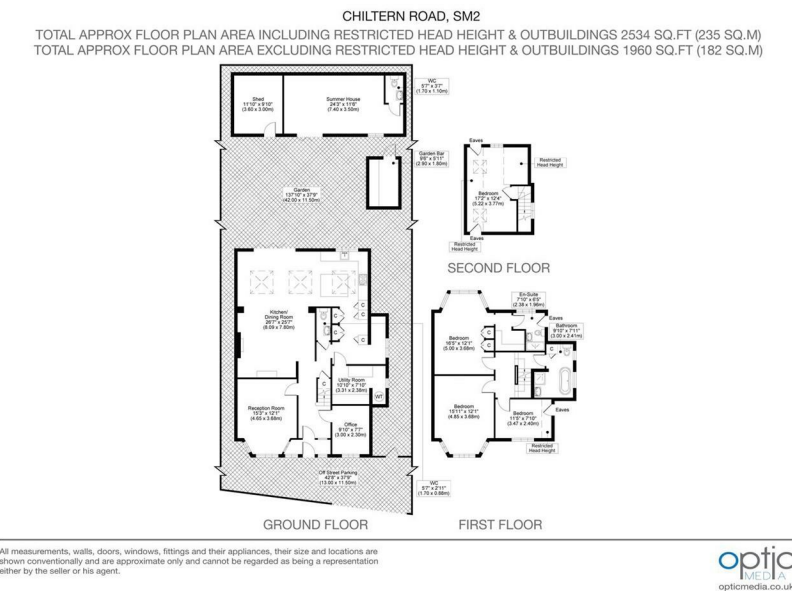 CHILTERN ROAD, SM2
TOTAL APPROX FLOOR PLAN AREA INCLUDING RESTRICTED HEAD HEIGHT & OUTBUILDINGS 2534 SQ.FT (235 SQ.M)
TOTAL APPROX FLOOR PLAN AREA EXCLUDING RESTRICTED HEAD HEIGHT & OUTBUILDINGS 1960 SQ.FT (182 SQ.M)
Shed
11'10" x 9'10"
(3.60 x 3.00m)
Summer House
24'3" x 11'6"
(7.40 x 3.50m)
WC
5'7" x 3'7"
(1.70 x 1.10m)
Garden Bar
9'6" x 5'11"
(2.90 x 1.80m)
Garden
137'10" x 37'9"
(42.00 x 11.50m)
Eaves
Restricted
Head Height
Bedroom
17'2" x 12'4"
(5.22 x 3.77m)
Eaves
Restricted
Head Height
SECOND FLOOR
T
Kitchen/
Dining Room
26'7" x 25'7"
(8.09 x 7.80m)
C
C
C
C
C
Utility Room
10'10" x 7'10"
(3.31 x 2.38m)
WT
Reception Room
15'3" x 12'1"
(4.65 x 3.68m)
Office
9'10" x 7'7"
(3.00 x 2.30m)
Off Street Parking
42'8" x 37'9"
(13.00 x 11.50m)
WC
5'7" x 2'11"
(1.70 x 0.88m)
GROUND FLOOR
En-Suite
7'10" x 6'5"
(2.38 x 1.96m)
Eaves
Bathroom
9'10" x 7'11"
(3.00 x 2.41m)
Bedroom
16'5" x 12'1"
(5.00 x 3.68m)
C
C
C
Bedroom
15'11" x 12'1"
(4.85 x 3.68m)
Bedroom
11'5" x 7'10"
(3.47 x 2.40m)
Eaves
Restricted
Head Height
FIRST FLOOR
All measurements, walls, doors, windows, fittings and their appliances, their size and locations are
shown conventionally and are approximate only and cannot be regarded as being a representation
either by the seller or his agent.
optic
MEDIA
opticmedia.co.uk